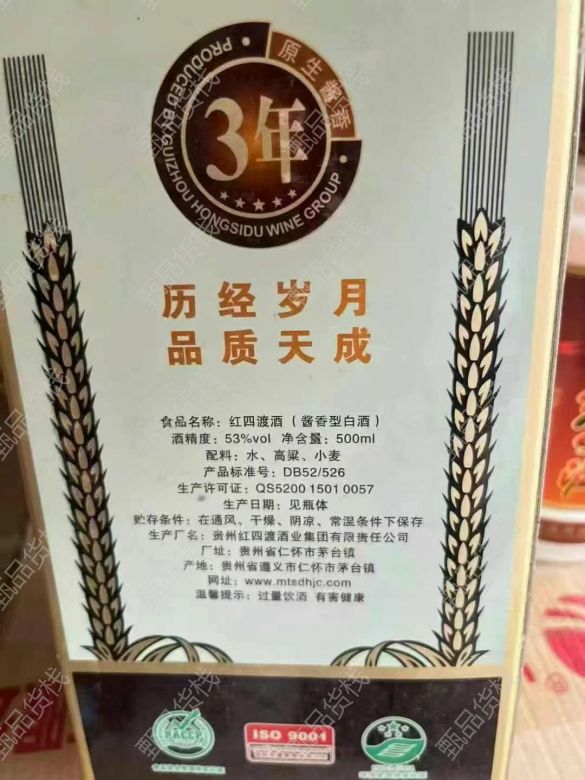 原生酱香
3年
PRODUCED BY GUIZHOU HONGSIDU WINE GROUP
历经岁月
品质天成
食品名称：红四渡酒（酱香型白酒）
酒精度：53%vol 净含量：500ml
配料：水、高粱、小麦
产品标准号：DB52/526
生产许可证：QS5200 1501 0057
生产日期：见瓶体
贮存条件：在通风、干燥、阴凉、常温条件下保存
生产厂名：贵州红四渡酒业集团有限责任公司
厂址：贵州省仁怀市茅台镇
产地：贵州省遵义市仁怀市茅台镇
网址：www.mtsdhjc.com
温馨提示：过量饮酒 有害健康
HACCP
ISO 9001
甄品货栈